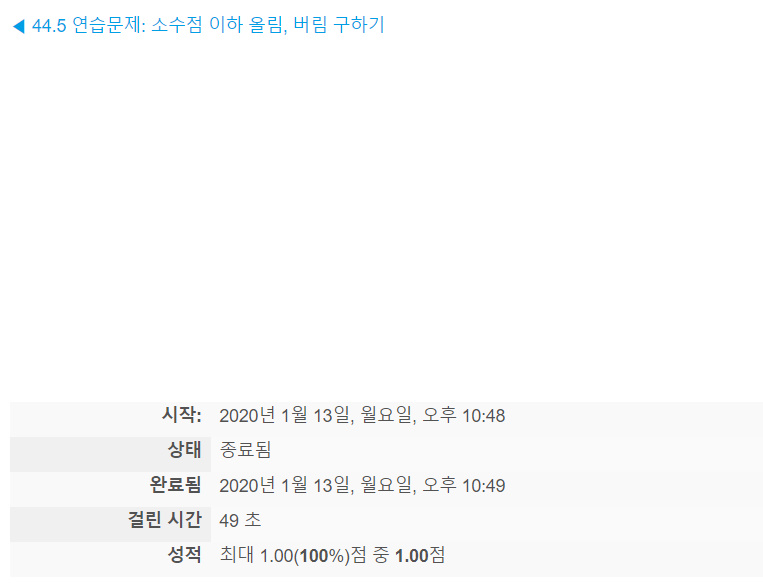 ◀ 44.5 연습문제: 소수점 이하 올림, 버림 구하기
시작: 2020년 1월 13일, 월요일, 오후 10:48
상태 종료됨
완료됨 2020년 1월 13일, 월요일, 오후 10:49
걸린 시간 49 초
성적 최대 1.00(100%)점 중 1.00점